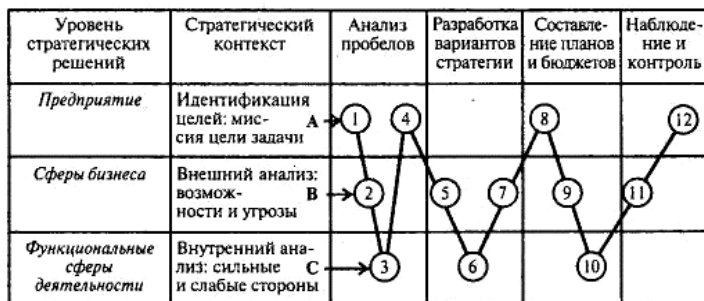 Уровень
стратегических
решений
Стратегический
контекст
Анализ
пробелов
Разработка
вариантов
стратегии
Составле-
ние планов
и бюджетов
Наблюде-
ние и
контроль
Предприятие
Идентификация
целей: мис-
сия цели задачи
A
1
4
8
12
Сферы бизнеса
Внешний анализ:
возмож-
ности и угрозы
B
2
5
7
9
11
Функциональные
сферы
деятельности
Внутренний ана-
лиз: сильные
и слабые стороны
C
3
6
10